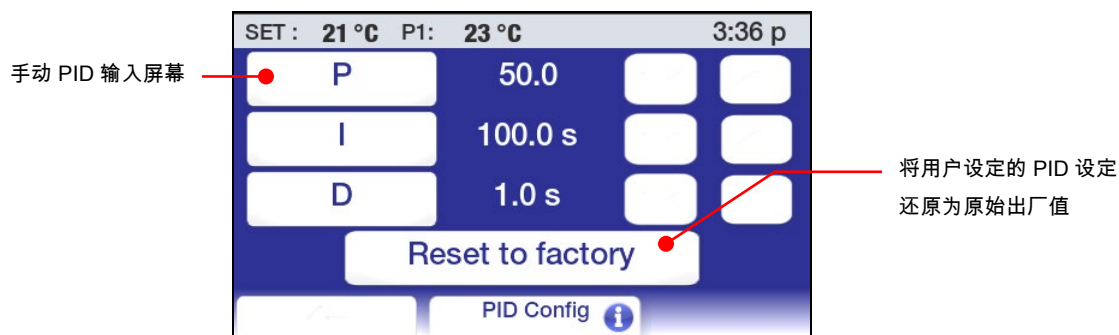 SET : 21 °C P1: 23 °C 3:36 p
手动 PID 输入屏幕
P 50.0
I 100.0 s
D 1.0 s
将用户设定的 PID 设定
还原为原始出厂值
Reset to factory
PID Config i